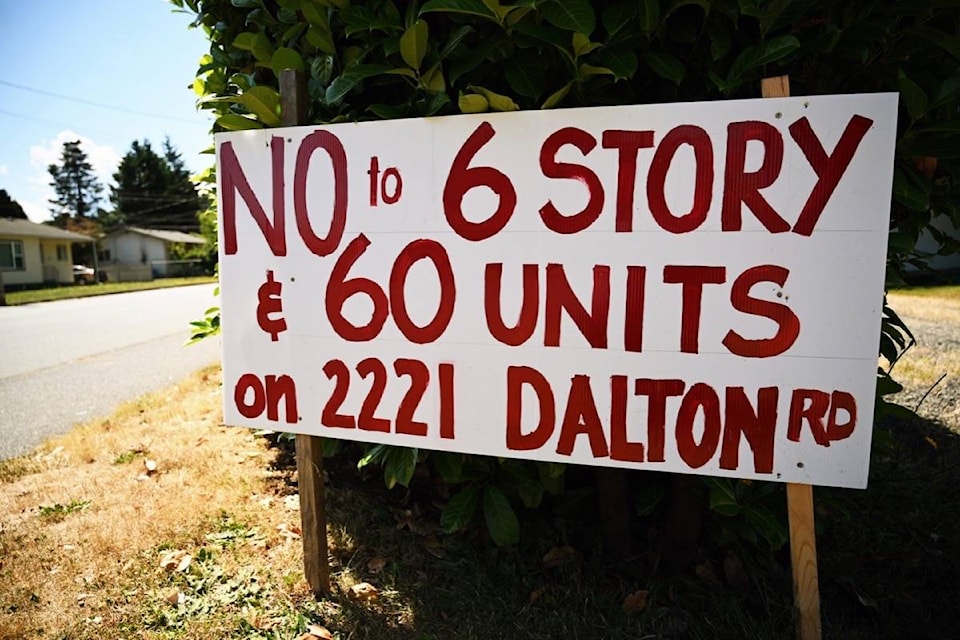 NO to 6 STORY
& 60 UNITS
on 2221 DALTON RD